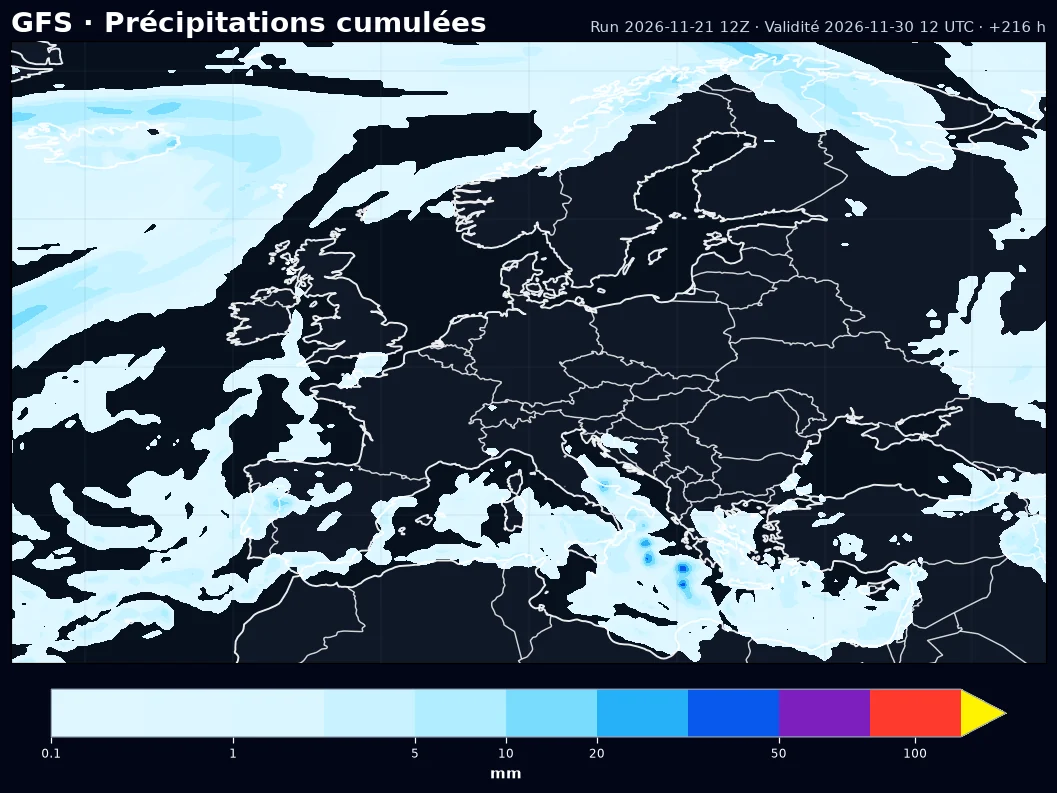 GFS · Précipitations cumulées
Run 2026-11-21 12Z · Validité 2026-11-30 12 UTC · +216 h
0.1 1 5 10 20 50 100
mm